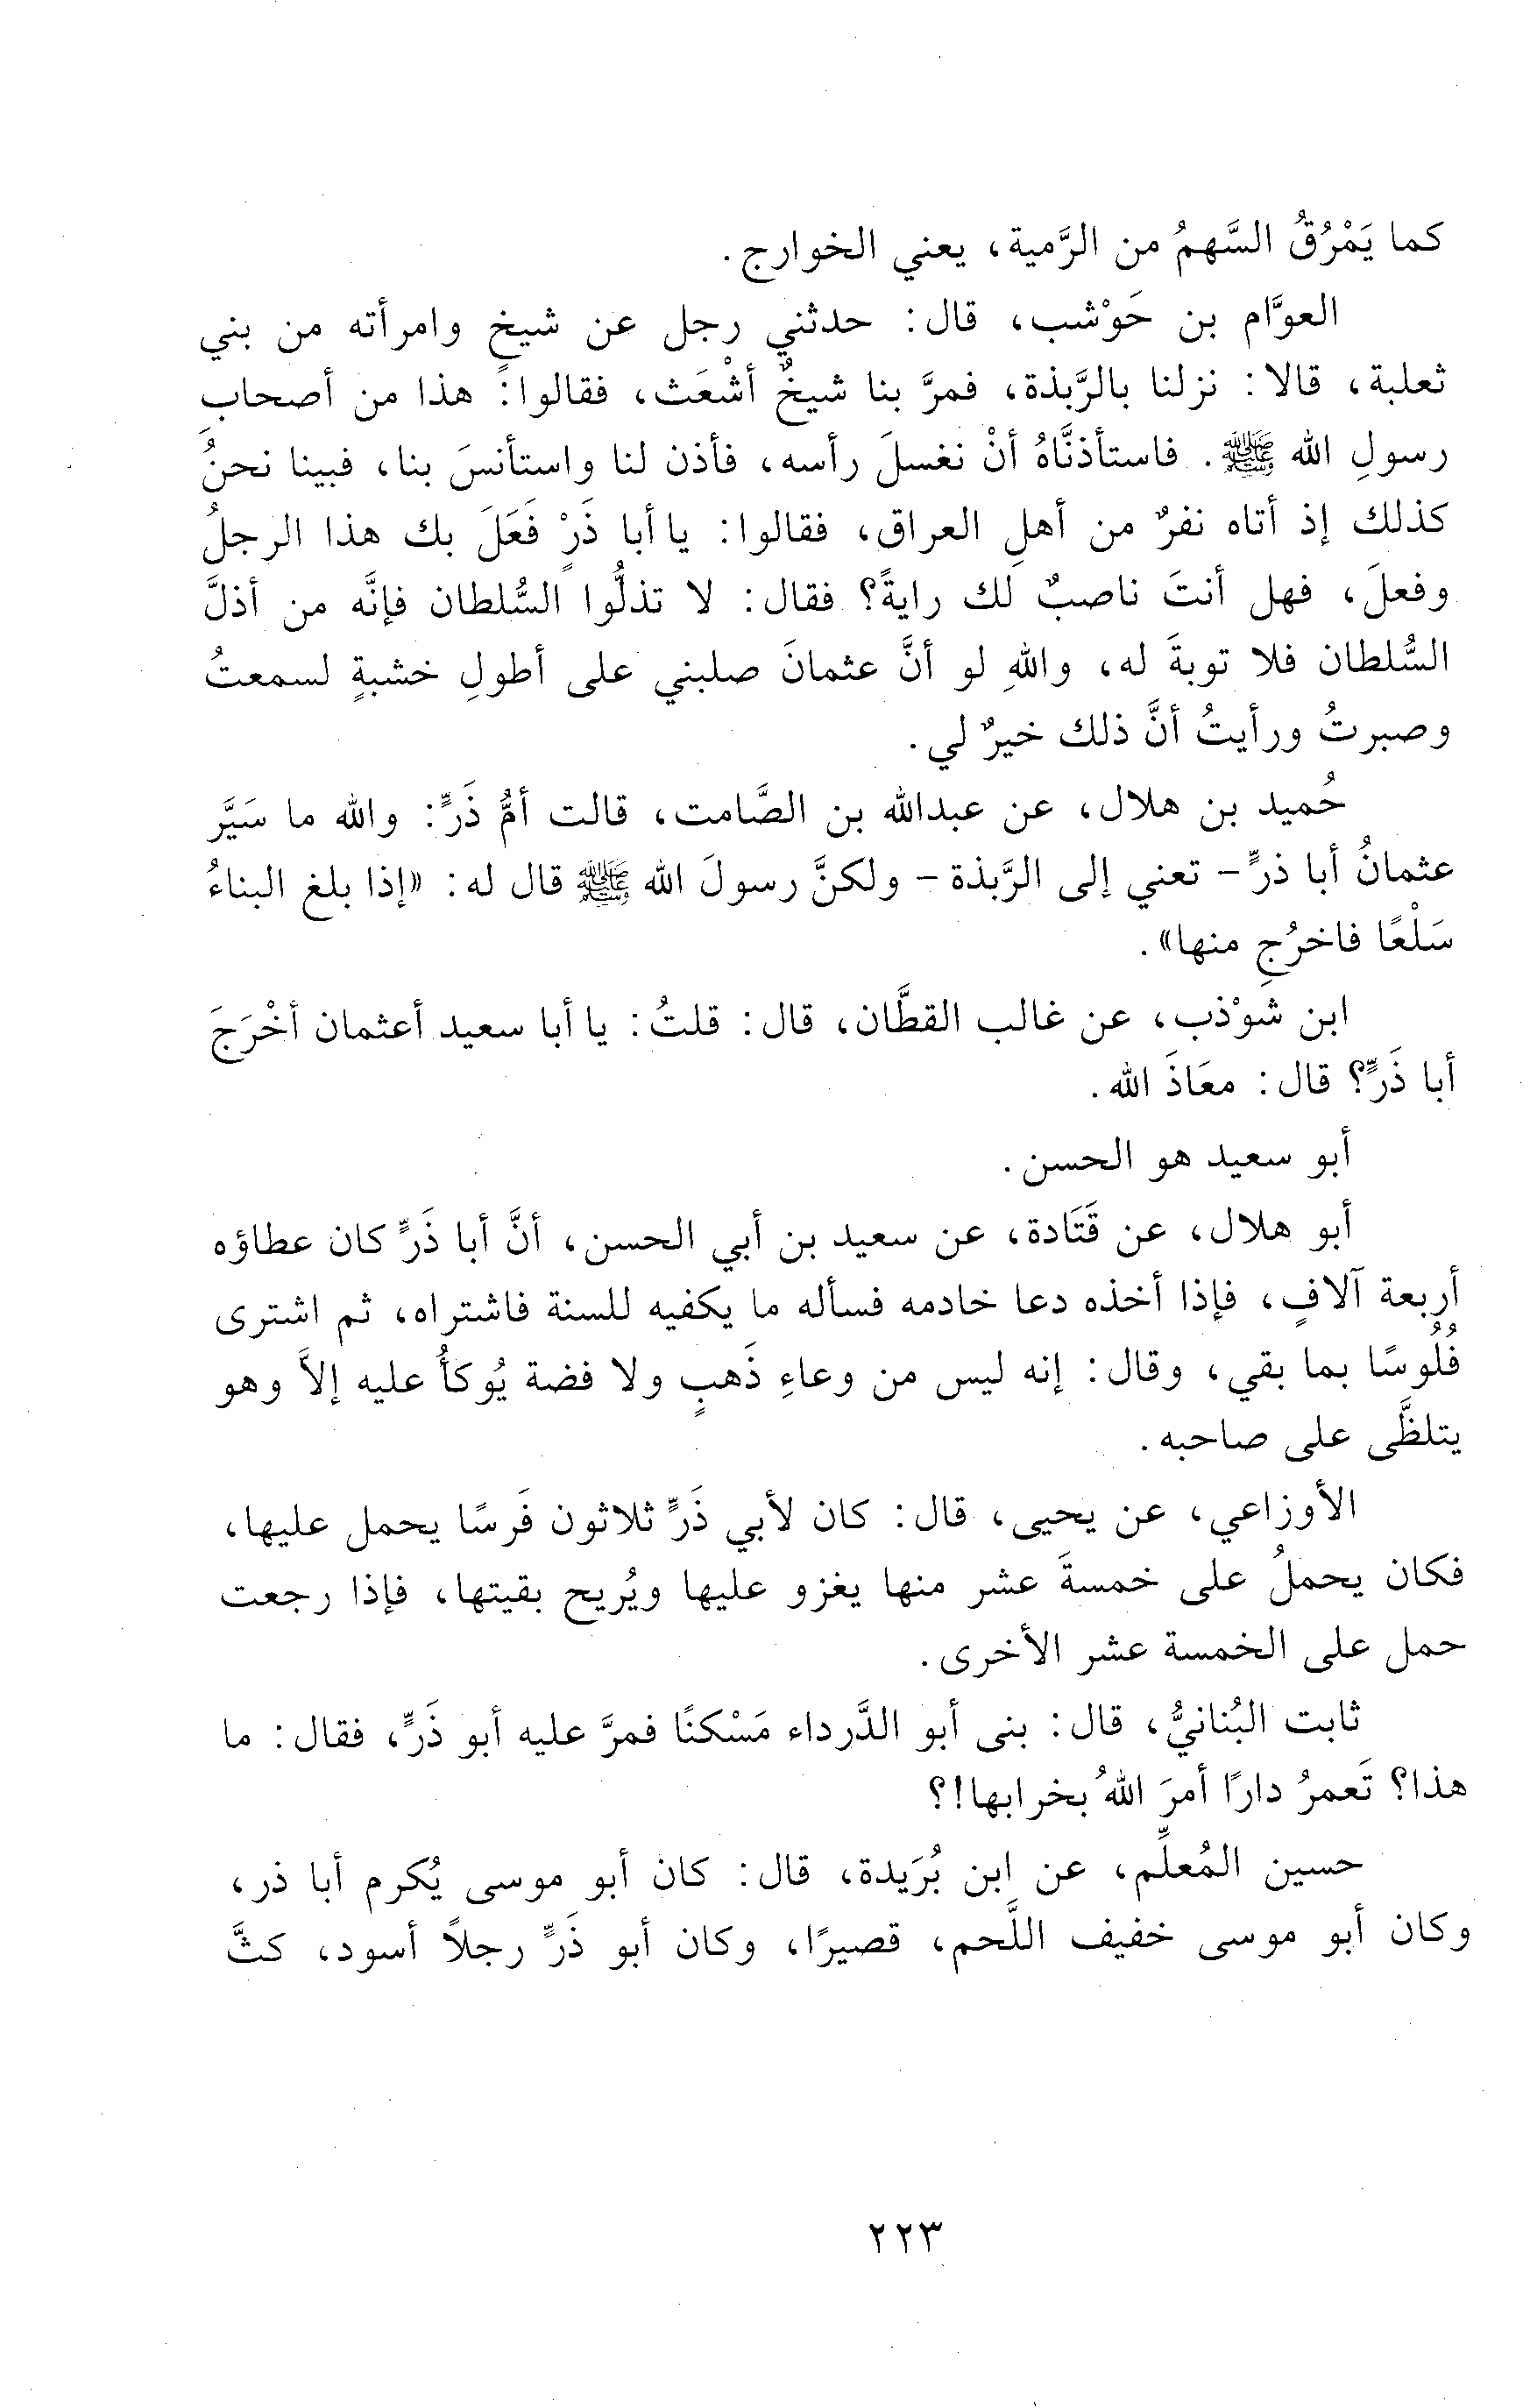 كما يَمْرُقُ السَّهمُ من الرَّمية، يعني الخوارج.
العوَّام بن حَوْشب، قال: حدثني رجل عن شيخٍ وامرأته من بني
ثعلبة، قالا: نزلنا بالرَّبذة، فمرَّ بنا شيخٌ أشْعَث، فقالوا: هذا من أصحابِ
رسولِ الله ﷺ. فاستأذنَّاهُ أنْ نغسلَ رأسه، فأذن لنا واستأنسَ بنا، فبينا نحنُ
كذلك إذ أتاه نفرٌ من أهلِ العراق، فقالوا: يا أبا ذَرٍ فَعَلَ بك هذا الرجلُ
وفعلَ، فهل أنتَ ناصبٌ لك رايةً؟ فقال: لا تذلُّوا السُّلطان فإنَّه من أذلَّ
السُّلطان فلا توبةَ له، واللهِ لو أنَّ عثمانَ صلبني على أطولِ خشبةٍ لسمعتُ
وصبرتُ ورأيتُ أنَّ ذلك خيرٌ لي.
حُميد بن هلال، عن عبدالله بن الصَّامت، قالت أمُّ ذَرٍّ: والله ما سَيَّر
عثمانُ أبا ذرٍّ - تعني إلى الرَّبذة - ولكنَّ رسولَ الله ﷺ قال له: «إذا بلغ البناءُ
سَلْعًا فاخرُجِ منها».
ابن شوْذب، عن غالب القطَّان، قال: قلتُ: يا أبا سعيد أعثمان أخْرَجَ
أبا ذَرٍّ؟ قال: معَاذَ الله.
أبو سعيد هو الحسن.
أبو هلال، عن قَتَادة، عن سعيد بن أبي الحسن، أنَّ أبا ذَرٍّ كان عطاؤه
أربعة آلافٍ، فإذا أخذه دعا خادمه فسأله ما يكفيه للسنة فاشتراه، ثم اشترى
فُلُوسًا بما بقي، وقال: إنه ليس من وعاءِ ذَهبٍ ولا فضة يُوكأُ عليه إلاَّ وهو
يتلظَّى على صاحبه.
الأوزاعي، عن يحيى، قال: كان لأبي ذَرٍّ ثلاثون فَرسًا يحمل عليها،
فكان يحملُ على خمسةَ عشر منها يغزو عليها ويُريح بقيتها، فإذا رجعت
حمل على الخمسة عشر الأخرى.
ثابت البُنانيُّ، قال: بنى أبو الدَّرداء مَسْكنًا فمرَّ عليه أبو ذَرٍّ، فقال: ما
هذا؟ تَعمرُ دارًا أمرَ اللهُ بخرابها!؟
حسين المُعلِّم، عن ابن بُرَيدة، قال: كان أبو موسى يُكرم أبا ذر،
وكان أبو موسى خفيف اللَّحم، قصيرًا، وكان أبو ذَرٍّ رجلاً أسود، كثَّ
٢٢٣